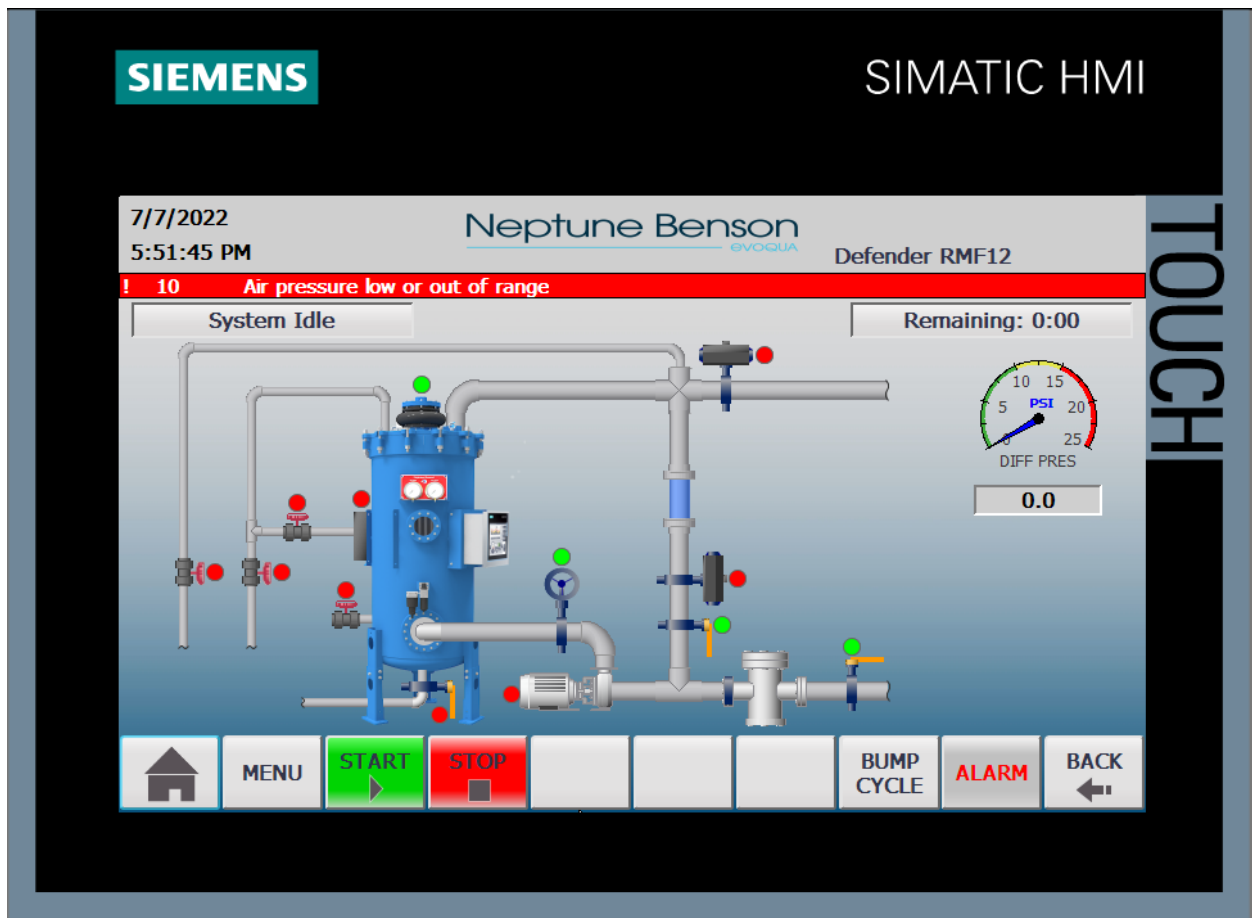 SIEMENS
SIMATIC HMI
TOUCH
7/7/2022
5:51:45 PM
Neptune Benson
evoqua
Defender RMF12
! 10 Air pressure low or out of range
System Idle
Remaining: 0:00
10 15
5 PSI 20
0 25
DIFF PRES
0.0
MENU
START
STOP
BUMP
CYCLE
ALARM
BACK